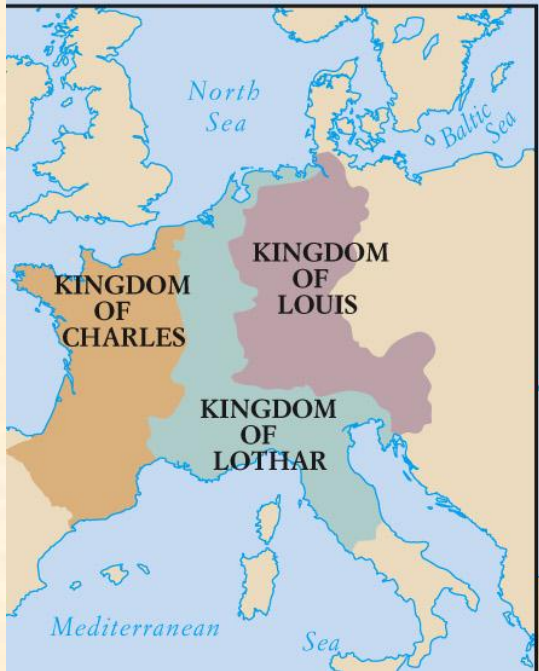 North
Sea
Baltic
Sea
KINGDOM
OF
LOUIS
KINGDOM
OF
CHARLES
KINGDOM
OF
LOTHAR
Mediterranean
Sea